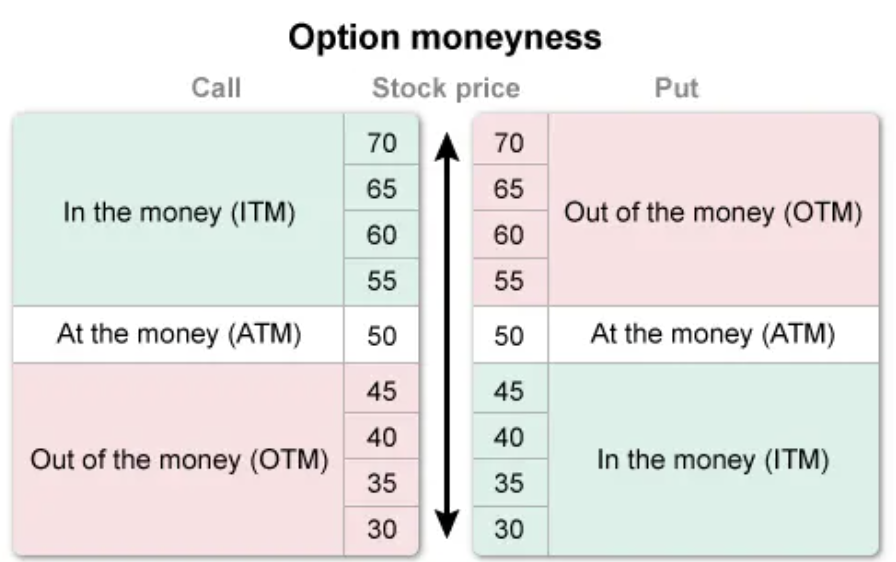 Option moneyness
Call Stock price Put
70 70
65 65
In the money (ITM) Out of the money (OTM)
60 60
55 55
At the money (ATM) 50 50 At the money (ATM)
45 45
40 40
Out of the money (OTM) In the money (ITM)
35 35
30 30